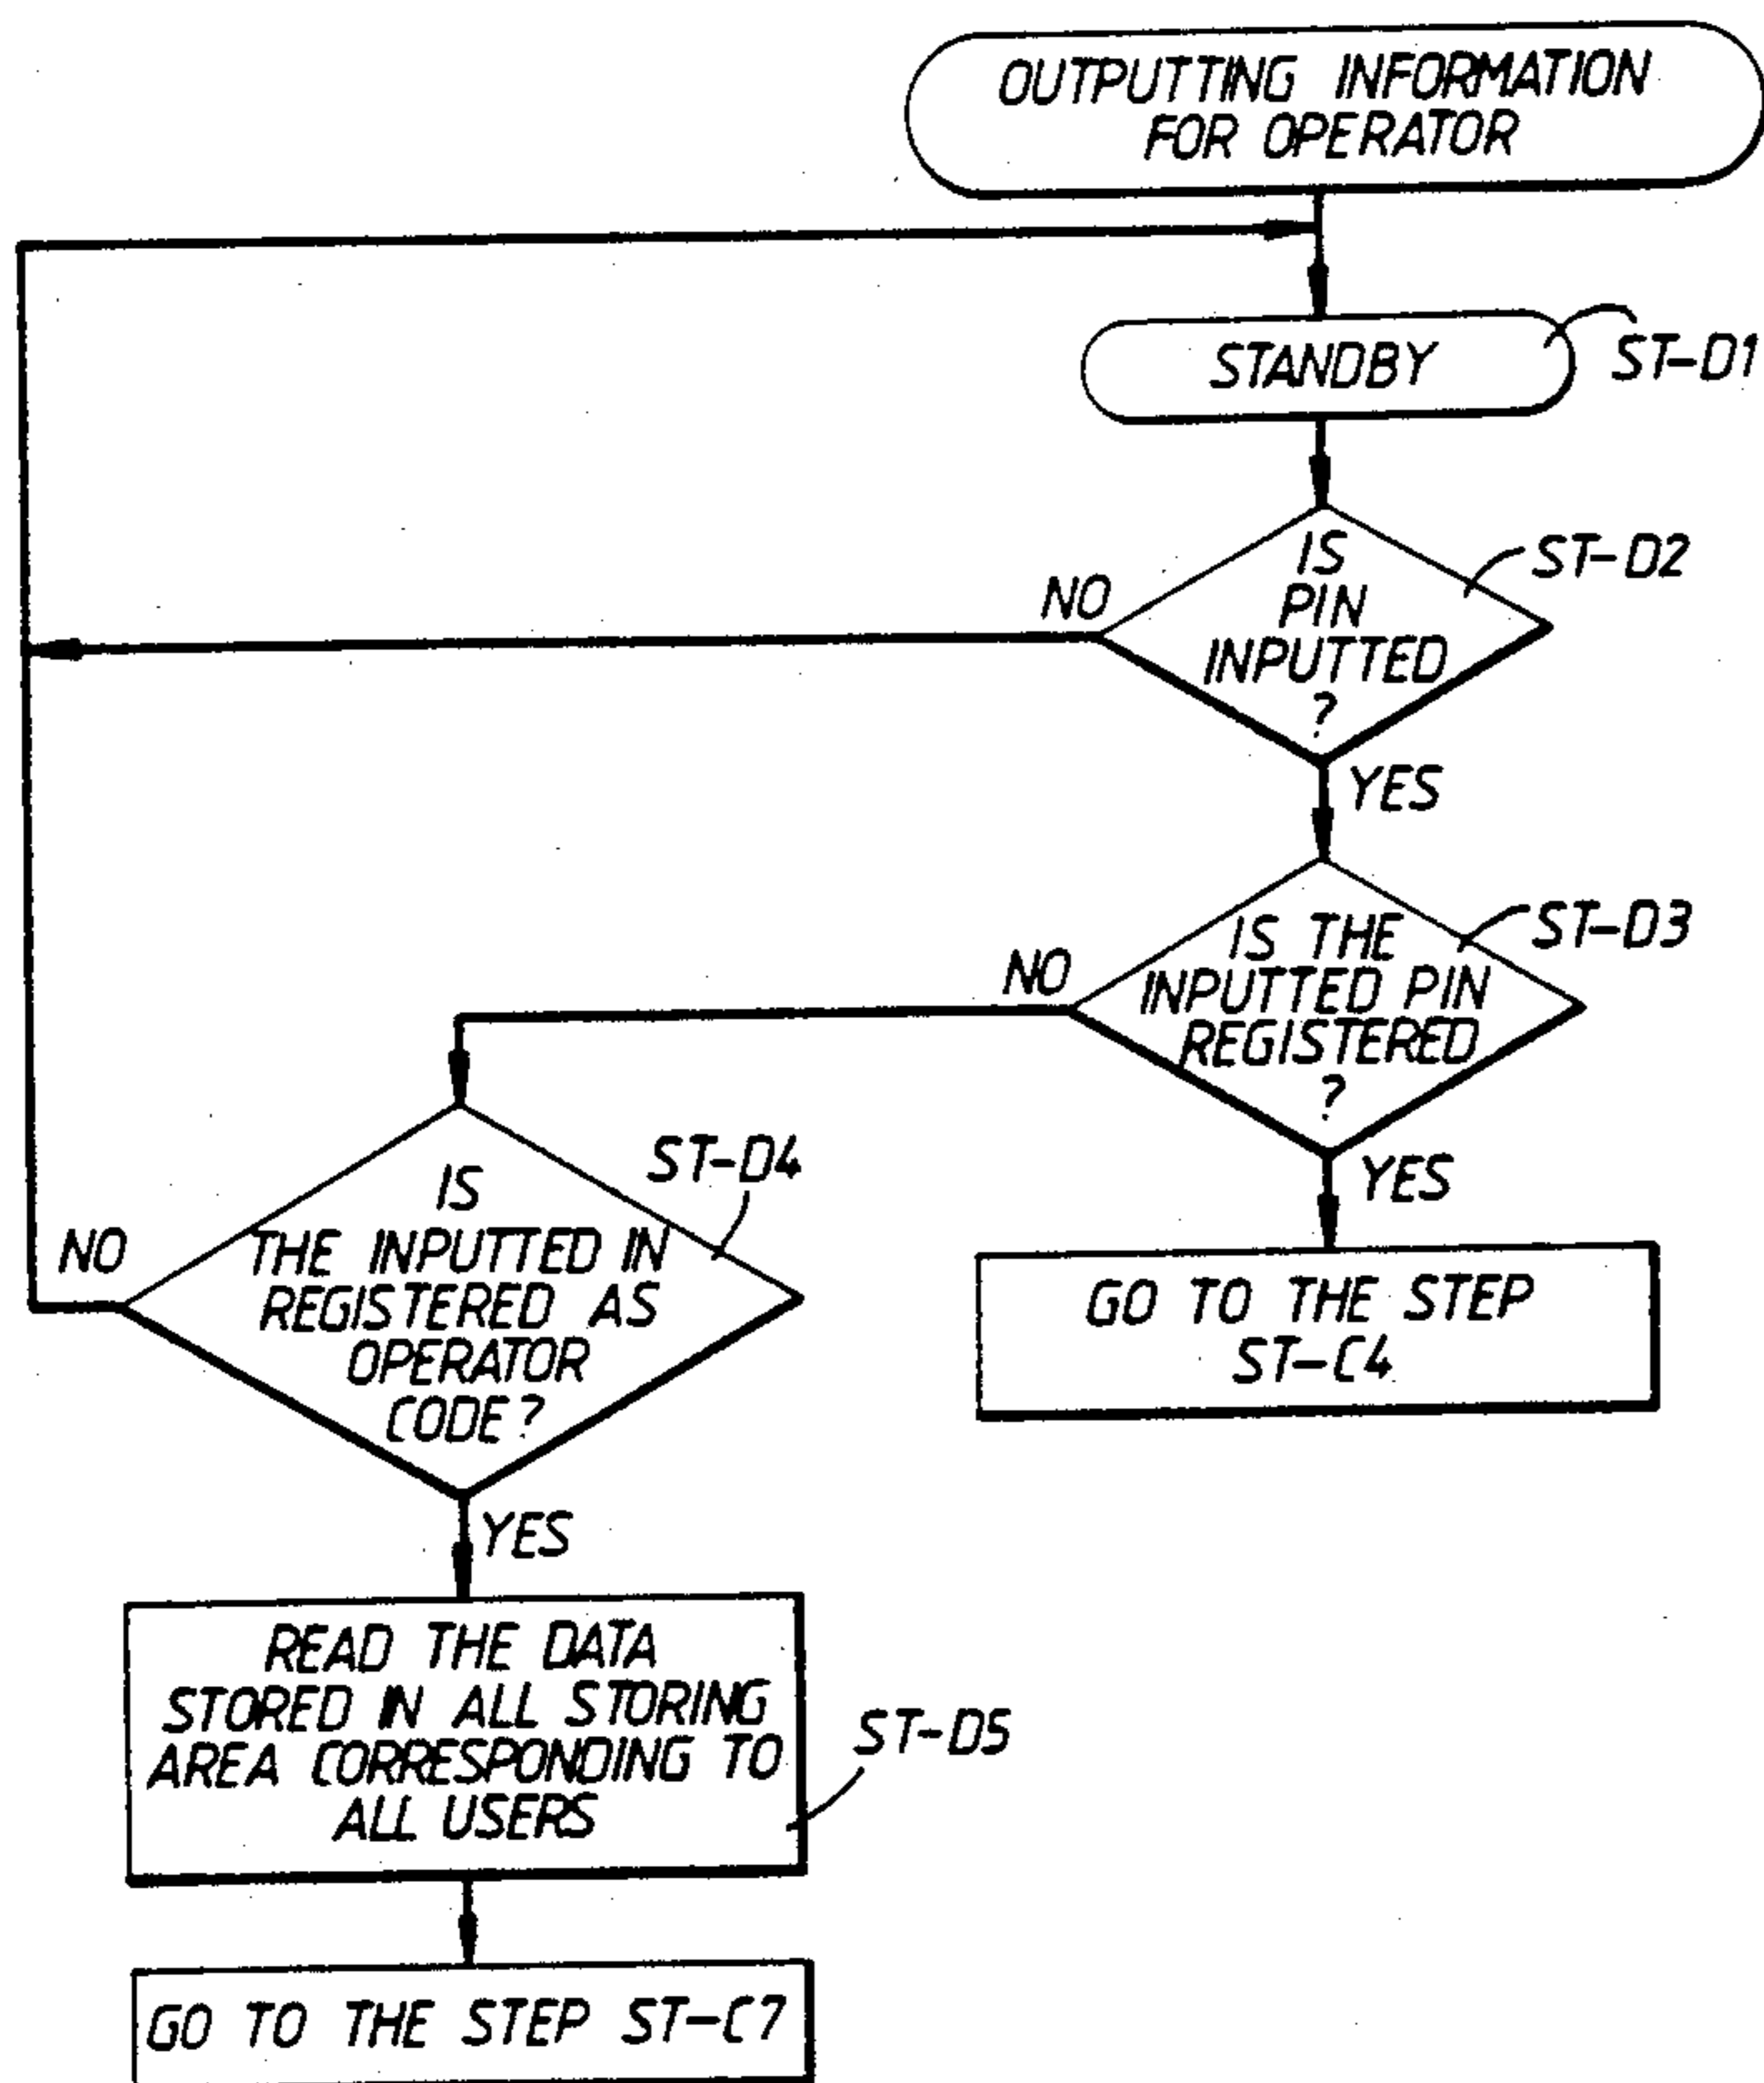 OUTPUTTING INFORMATION
FOR OPERATOR
STANDBY
ST-D1
IS
PIN
INPUTTED
?
ST-D2
NO
YES
IS THE
INPUTTED PIN
REGISTERED
?
ST-D3
NO
YES
GO TO THE STEP
ST-C4
IS
THE INPUTTED IN
REGISTERED AS
OPERATOR
CODE?
ST-D4
NO
YES
READ THE DATA
STORED IN ALL STORING
AREA CORRESPONDING TO
ALL USERS
ST-D5
GO TO THE STEP ST-C7